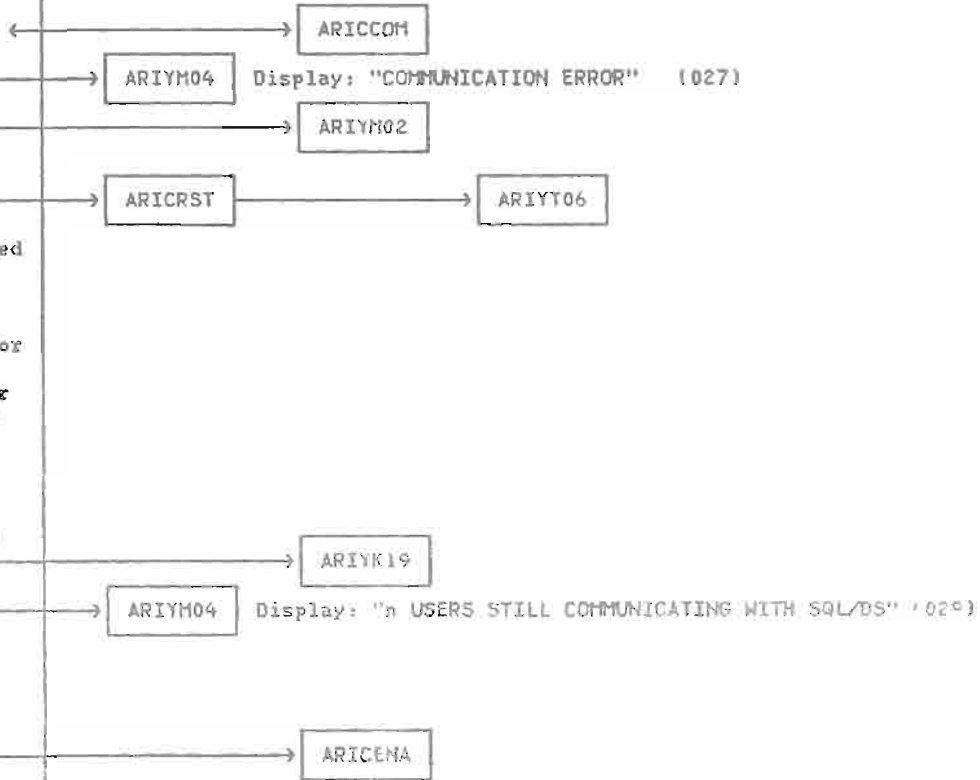 ARICCOM
ARIYM04 Display: "COMMUNICATION ERROR" (027)
ARIYM02
ARICRST ARIYT06
ed
or
r
ARIYK19
ARIYM04 Display: "n USERS STILL COMMUNICATING WITH SQL/DS"
ARICENA